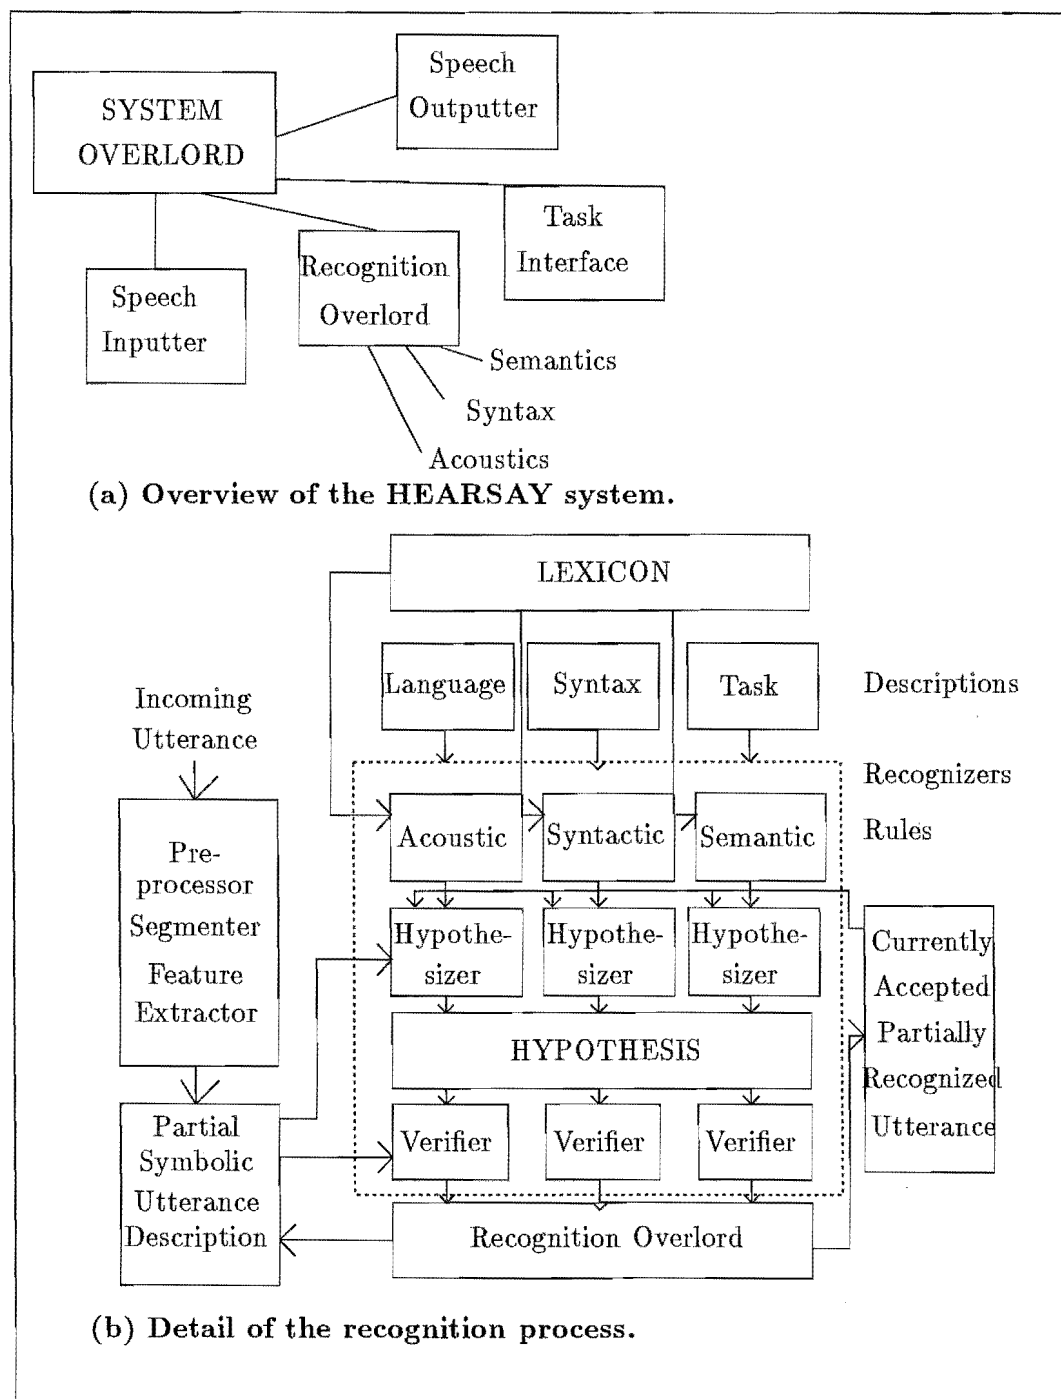 Speech
Outputter
SYSTEM
OVERLORD
Task
Interface
Recognition
Overlord
Speech
Inputter
Semantics
Syntax
Acoustics
(a) Overview of the HEARSAY system.
LEXICON
Language
Syntax
Task
Descriptions
Incoming
Utterance
Recognizers
Rules
Acoustic
Syntactic
Semantic
Pre-
processor
Segmenter
Feature
Extractor
Hypothe-
sizer
Hypothe-
sizer
Hypothe-
sizer
Currently
Accepted
Partially
Recognized
Utterance
HYPOTHESIS
Partial
Symbolic
Utterance
Description
Verifier
Verifier
Verifier
Recognition Overlord
(b) Detail of the recognition process.